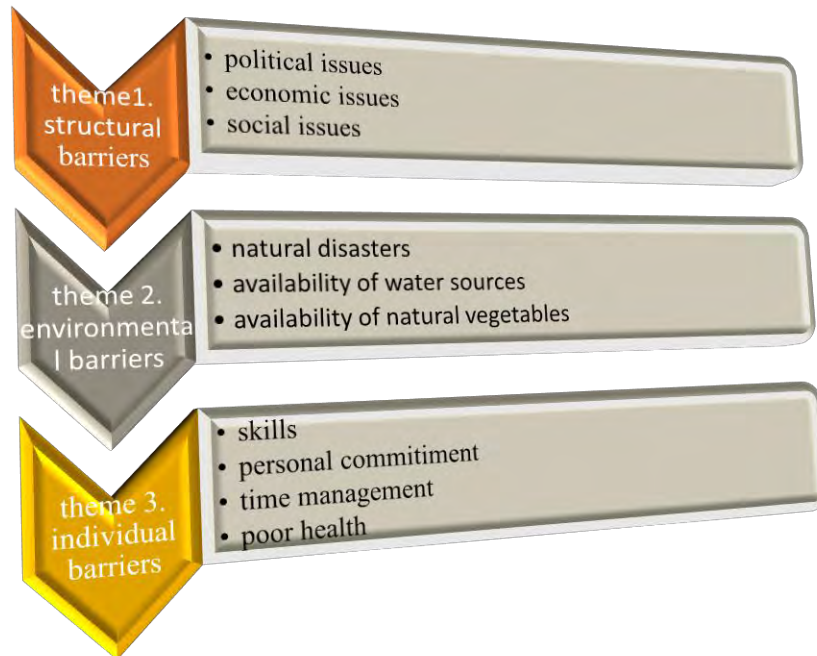 theme1.
structural
barriers
• political issues
• economic issues
• social issues
theme 2.
environmenta
l barriers
• natural disasters
• availability of water sources
• availability of natural vegetables
theme 3.
individual
barriers
• skills
• personal commitiment
• time management
• poor health